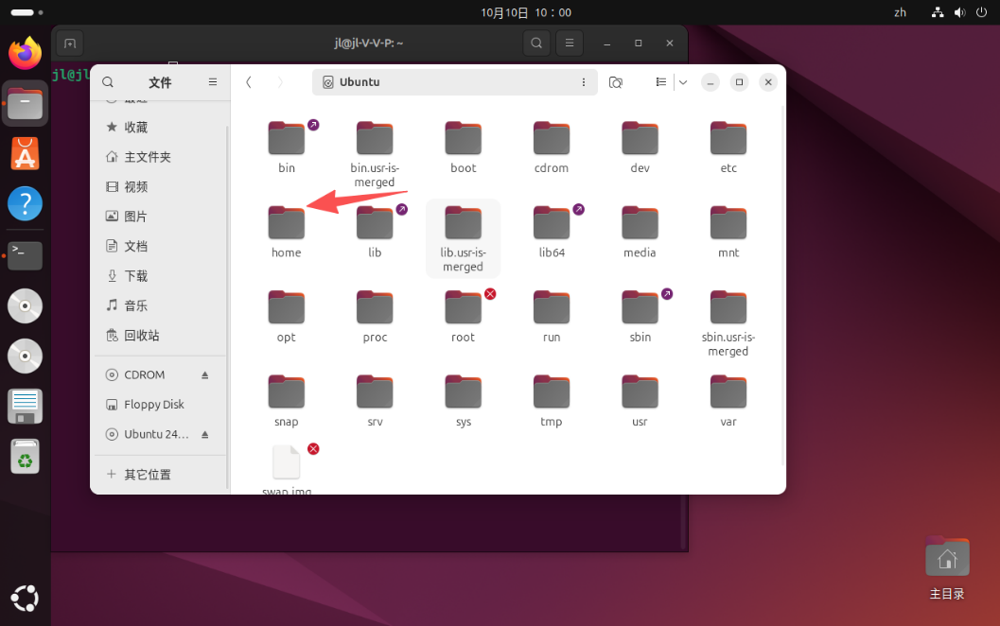 10月10日 10：00
zh
jl@jl-V-V-P: ~
jl@jl
文件
Ubuntu
最近
收藏
主文件夹
视频
图片
文档
下载
音乐
回收站
CDROM
Floppy Disk
Ubuntu 24…
其它位置
bin
bin.usr-is-
merged
boot
cdrom
dev
etc
home
lib
lib.usr-is-
merged
lib64
media
mnt
opt
proc
root
run
sbin
sbin.usr-is-
merged
snap
srv
sys
tmp
usr
var
swap.img
主目录